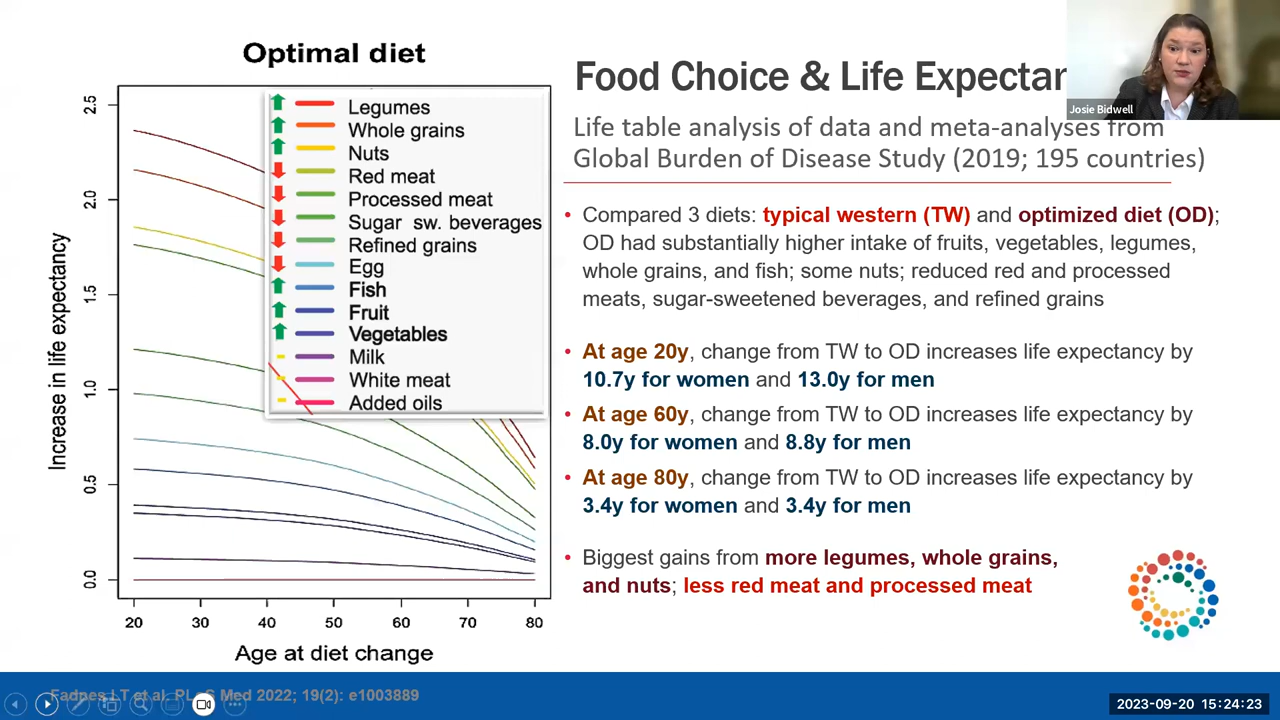 Optimal diet
2.5
2.0
1.5
1.0
0.5
0.0
Increase in life expectancy
Legumes
Whole grains
Nuts
Red meat
Processed meat
Sugar sw. beverages
Refined grains
Egg
Fish
Fruit
Vegetables
Milk
White meat
Added oils
20 30 40 50 60 70 80
Age at diet change
Food Choice & Life
Josie Bidwell
Life table analysis of data and meta-analyses from
Global Burden of Disease Study (2019; 195 countries)
• Compared 3 diets: typical western (TW) and optimized diet (OD);
OD had substantially higher intake of fruits, vegetables, legumes,
whole grains, and fish; some nuts; reduced red and processed
meats, sugar-sweetened beverages, and refined grains
• At age 20y, change from TW to OD increases life expectancy by
10.7y for women and 13.0y for men
• At age 60y, change from TW to OD increases life expectancy by
8.0y for women and 8.8y for men
• At age 80y, change from TW to OD increases life expectancy by
3.4y for women and 3.4y for men
• Biggest gains from more legumes, whole grains,
and nuts; less red meat and processed meat
Fadnes LT et al. Med 2022; 19(2): e1003889
2023-09-20 15:24:23